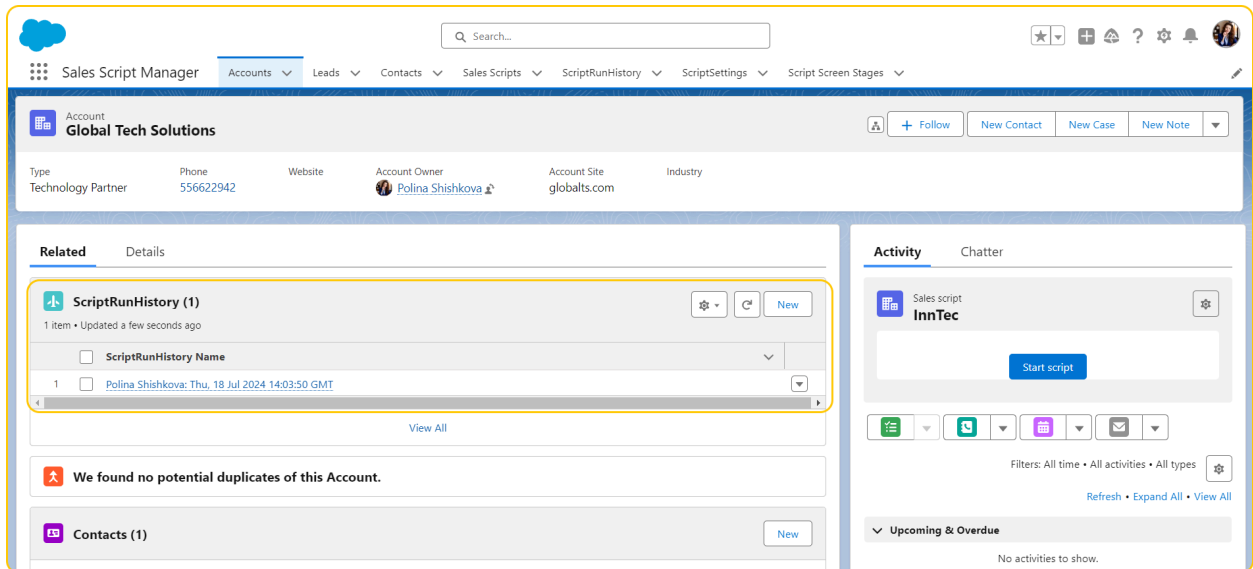 Search...
Sales Script Manager Accounts Leads Contacts Sales Scripts ScriptRunHistory ScriptSettings Script Screen Stages
Account
Global Tech Solutions
+ Follow New Contact New Case New Note
Type Phone Website Account Owner Account Site Industry
Technology Partner 556622942 Polina Shishkova globalts.com
Related Details
ScriptRunHistory (1)
New
1 item • Updated a few seconds ago
ScriptRunHistory Name
1 Polina Shishkova: Thu, 18 Jul 2024 14:03:50 GMT
View All
We found no potential duplicates of this Account.
Contacts (1)
New
Activity Chatter
Sales script
InnTec
Start script
Filters: All time • All activities • All types
Refresh • Expand All • View All
Upcoming & Overdue
No activities to show.